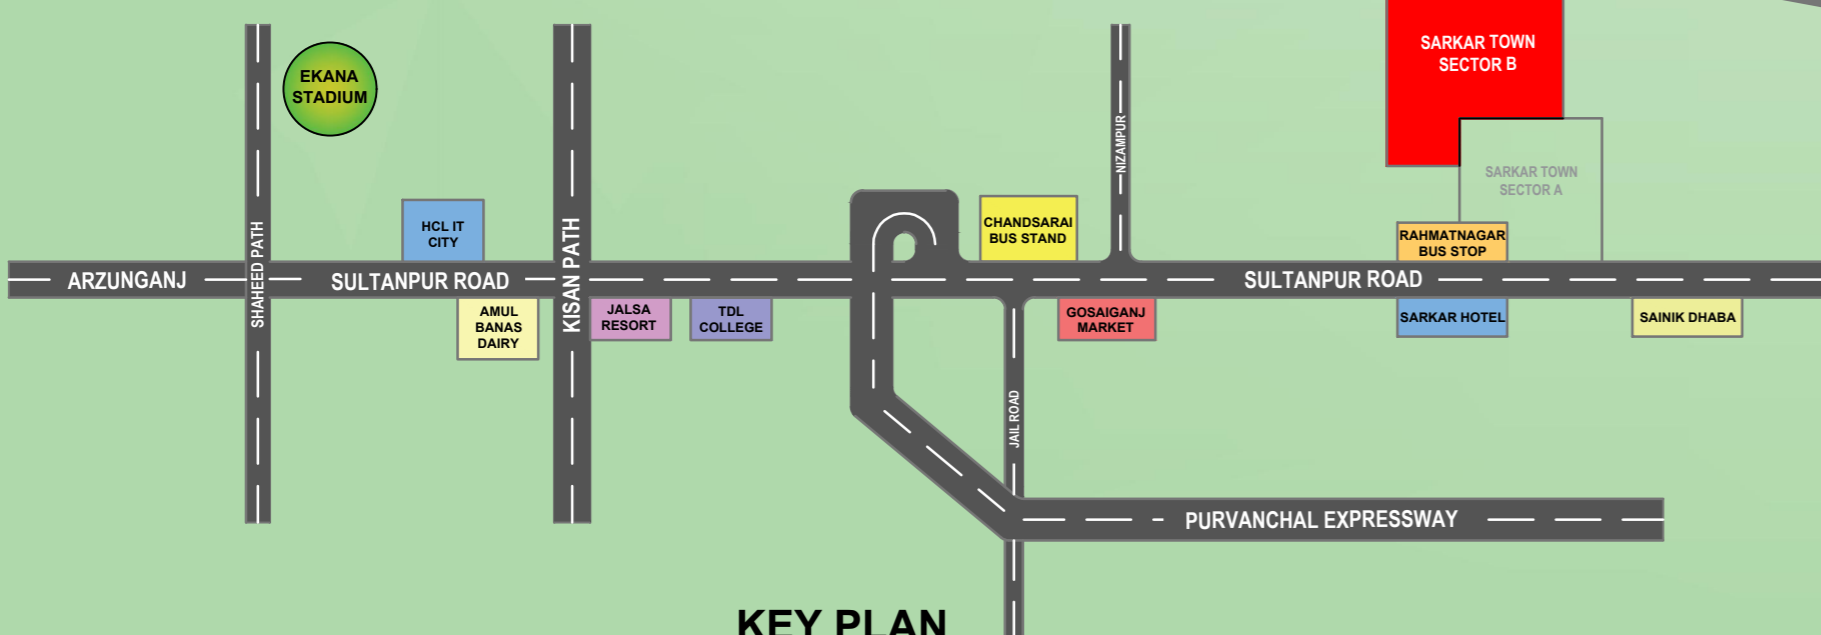 SARKAR TOWN
SECTOR B
EKANA
STADIUM
NIZAMPUR
SARKAR TOWN
SECTOR A
HCL IT
CITY
SHAHEED PATH
KISAN PATH
CHANDSARAI
BUS STAND
RAHMATNAGAR
BUS STOP
ARZUNGANJ
SULTANPUR ROAD
SULTANPUR ROAD
AMUL
BANAS
DAIRY
JALSA
RESORT
TDL
COLLEGE
GOSAIGANJ
MARKET
SARKAR HOTEL
SAINIK DHABA
JAIL ROAD
PURVANCHAL EXPRESSWAY
KEY PLAN